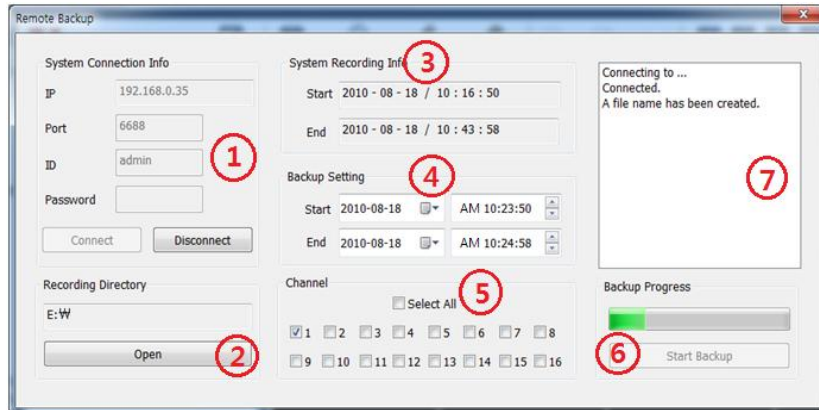 Remote Backup
System Connection Info
IP 192.168.0.35
Port 6688
ID admin
Password
Connect Disconnect
Recording Directory
E:₩
Open
1
2
System Recording Info
3
Start 2010 - 08 - 18 / 10 : 16 : 50
End 2010 - 08 - 18 / 10 : 43 : 58
Backup Setting
4
Start 2010-08-18 AM 10:23:50
End 2010-08-18 AM 10:24:58
Channel
5
Select All
1 2 3 4 5 6 7 8
9 10 11 12 13 14 15 16
Connecting to ...
Connected.
A file name has been created.
7
Backup Progress
6
Start Backup